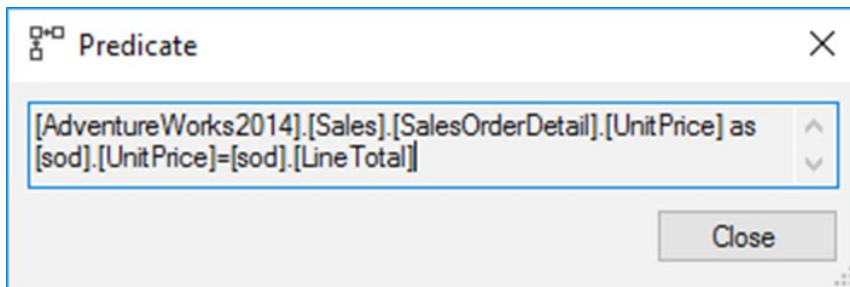 Predicate
[AdventureWorks2014].[Sales].[SalesOrderDetail].[UnitPrice] as
[sod].[UnitPrice]=[sod].[LineTotal]
Close